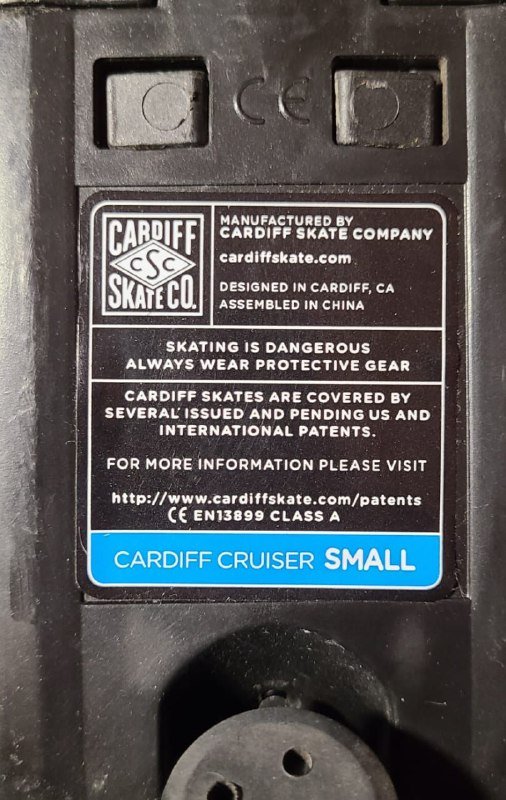 CE
CARDIFF
CSC
SKATE CO.
MANUFACTURED BY
CARDIFF SKATE COMPANY
cardiffskate.com
DESIGNED IN CARDIFF, CA
ASSEMBLED IN CHINA
SKATING IS DANGEROUS
ALWAYS WEAR PROTECTIVE GEAR
CARDIFF SKATES ARE COVERED BY
SEVERAL ISSUED AND PENDING US AND
INTERNATIONAL PATENTS.
FOR MORE INFORMATION PLEASE VISIT
http://www.cardiffskate.com/patents
CE EN13899 CLASS A
CARDIFF CRUISER SMALL